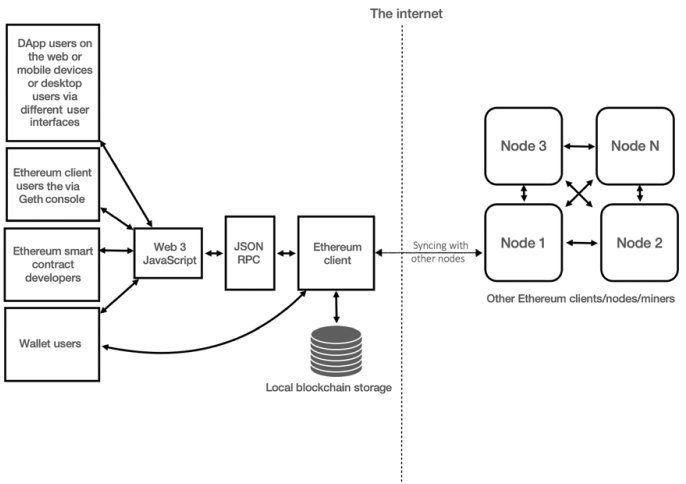 The internet
DApp users on
the web or
mobile devices
or desktop
users via
different user
interfaces
Ethereum client
users the via
Geth console
Ethereum smart
contract
developers
Wallet users
Web 3
JavaScript
JSON
RPC
Ethereum
client
Local blockchain storage
Syncing with
other nodes
Node 3
Node N
Node 1
Node 2
Other Ethereum clients/nodes/miners